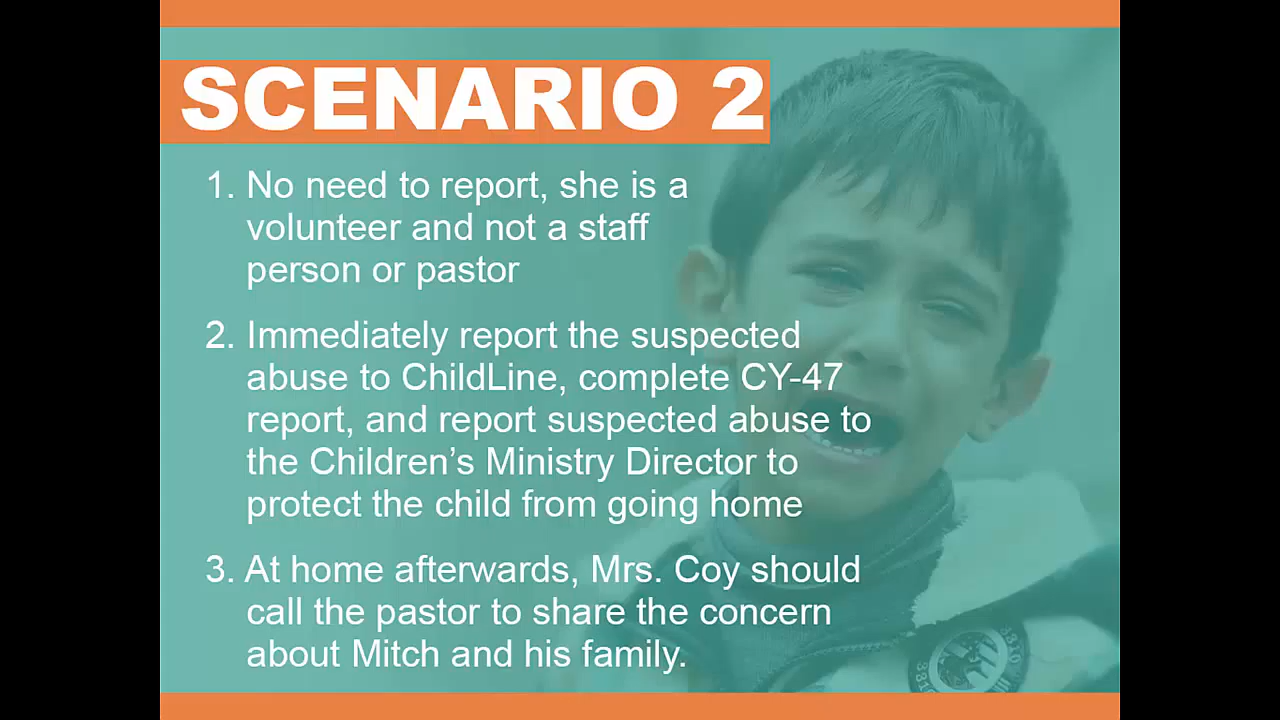 SCENARIO 2
1. No need to report, she is a
volunteer and not a staff
person or pastor
2. Immediately report the suspected
abuse to ChildLine, complete CY-47
report, and report suspected abuse to
the Children’s Ministry Director to
protect the child from going home
3. At home afterwards, Mrs. Coy should
call the pastor to share the concern
about Mitch and his family.
3310